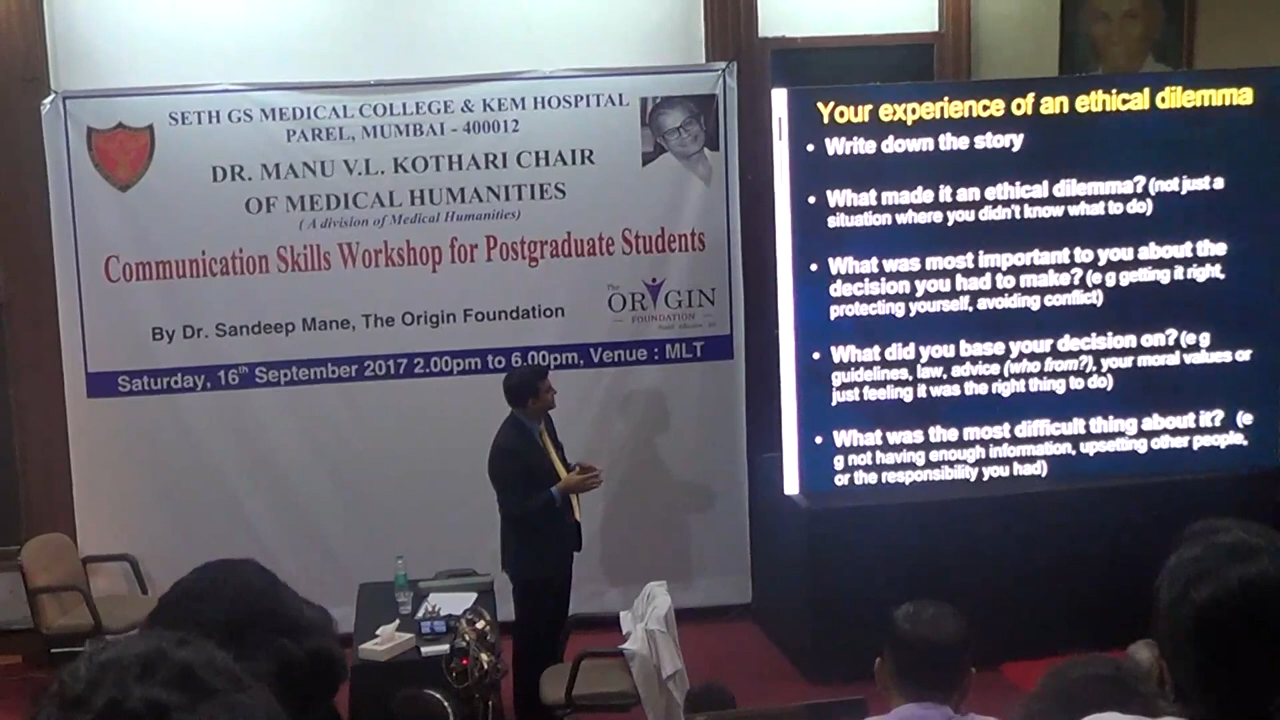 SETH GS MEDICAL COLLEGE & KEM HOSPITAL
PAREL, MUMBAI - 400012
DR. MANU V.L. KOTHARI CHAIR
OF MEDICAL HUMANITIES
( A division of Medical Humanities)
Communication Skills Workshop for Postgraduate Students
The
ORIGIN
FOUNDATION
By Dr. Sandeep Mane, The Origin Foundation
Saturday, 16th September 2017 2.00pm to 6.00pm, Venue : MLT
Your experience of an ethical dilemma
• Write down the story
• What made it an ethical dilemma? (not just a
situation where you didn't know what to do)
• What was most important to you about the
decision you had to make? (e g getting it right,
protecting yourself, avoiding conflict)
• What did you base your decision on? (e g
guidelines, law, advice (who from?), your moral values or
just feeling it was the right thing to do)
• What was the most difficult thing about it? (e
g not having enough information, upsetting other people,
or the responsibility you had)